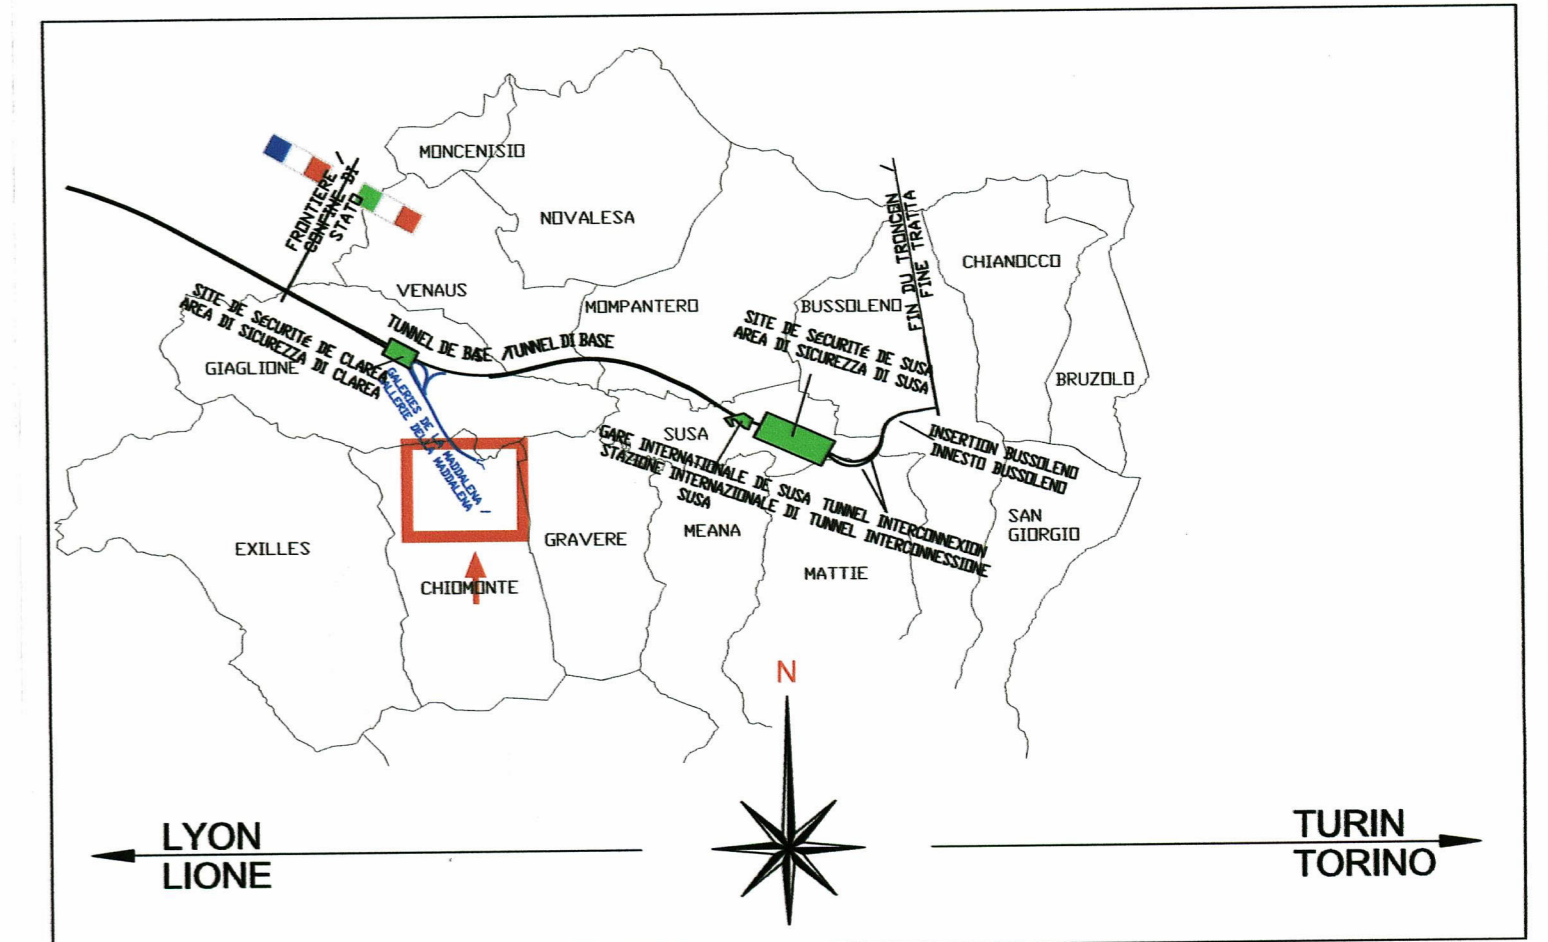 MONCENISIO
FRONTIERE /
CONFINE DI
STATO
NOVALESA
FIN DU TRONCON /
FINE TRATTA
CHIANOCCO
VENAUS
MOMPANTERO
BUSSOLENO
SITE DE SéCURITé DE CLAREA
AREA DI SICUREZZA DI CLAREA
TUNNEL DE BASE /TUNNEL DI BASE
SITE DE SéCURITé DE SUSA
AREA DI SICUREZZA DI SUSA
GIAGLIONE
BRUZOLO
GALERIES DE LA MADDALENA /
GALLERIE DELLA MADDALENA
SUSA
GARE INTERNATIONALE DE SUSA
STAZIONE INTERNAZIONALE DI
SUSA
TUNNEL INTERCONNEXION
TUNNEL INTERCONNESSIONE
INSERTION BUSSOLENO
INNESTO BUSSOLENO
SAN
GIORGIO
EXILLES
GRAVERE
MEANA
MATTIE
CHIOMONTE
N
LYON
LIONE
TURIN
TORINO